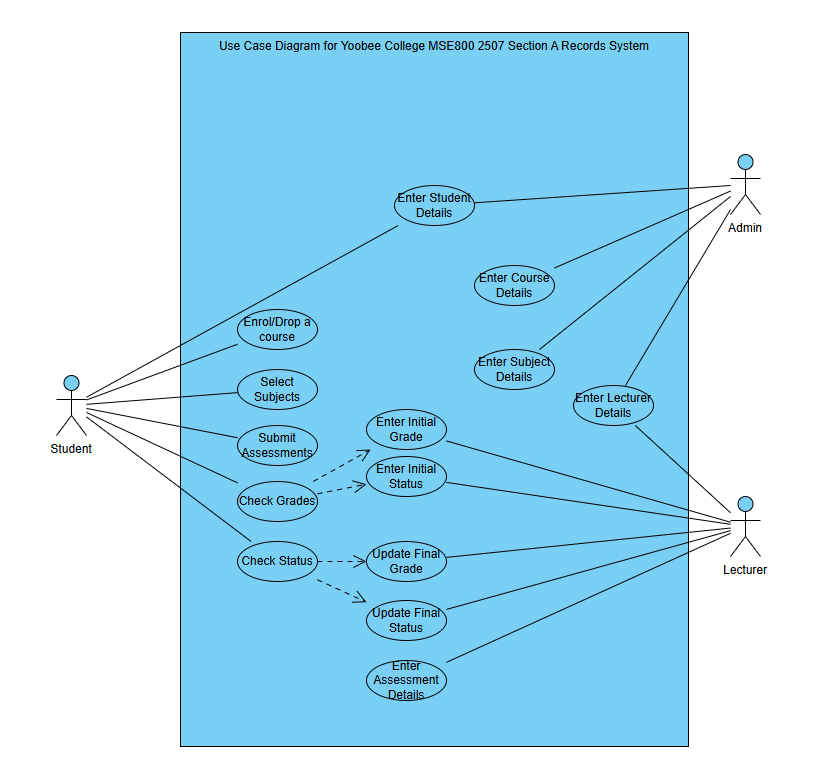 Use Case Diagram for Yoobee College MSE800 2507 Section A Records System
Enter Student
Details
Admin
Enter Course
Details
Enrol/Drop a
course
Enter Subject
Details
Select
Subjects
Enter Lecturer
Details
Student
Submit
Assessments
Enter Initial
Grade
Enter Initial
Status
Check Grades
Check Status
Update Final
Grade
Lecturer
Update Final
Status
Enter
Assessment
Details